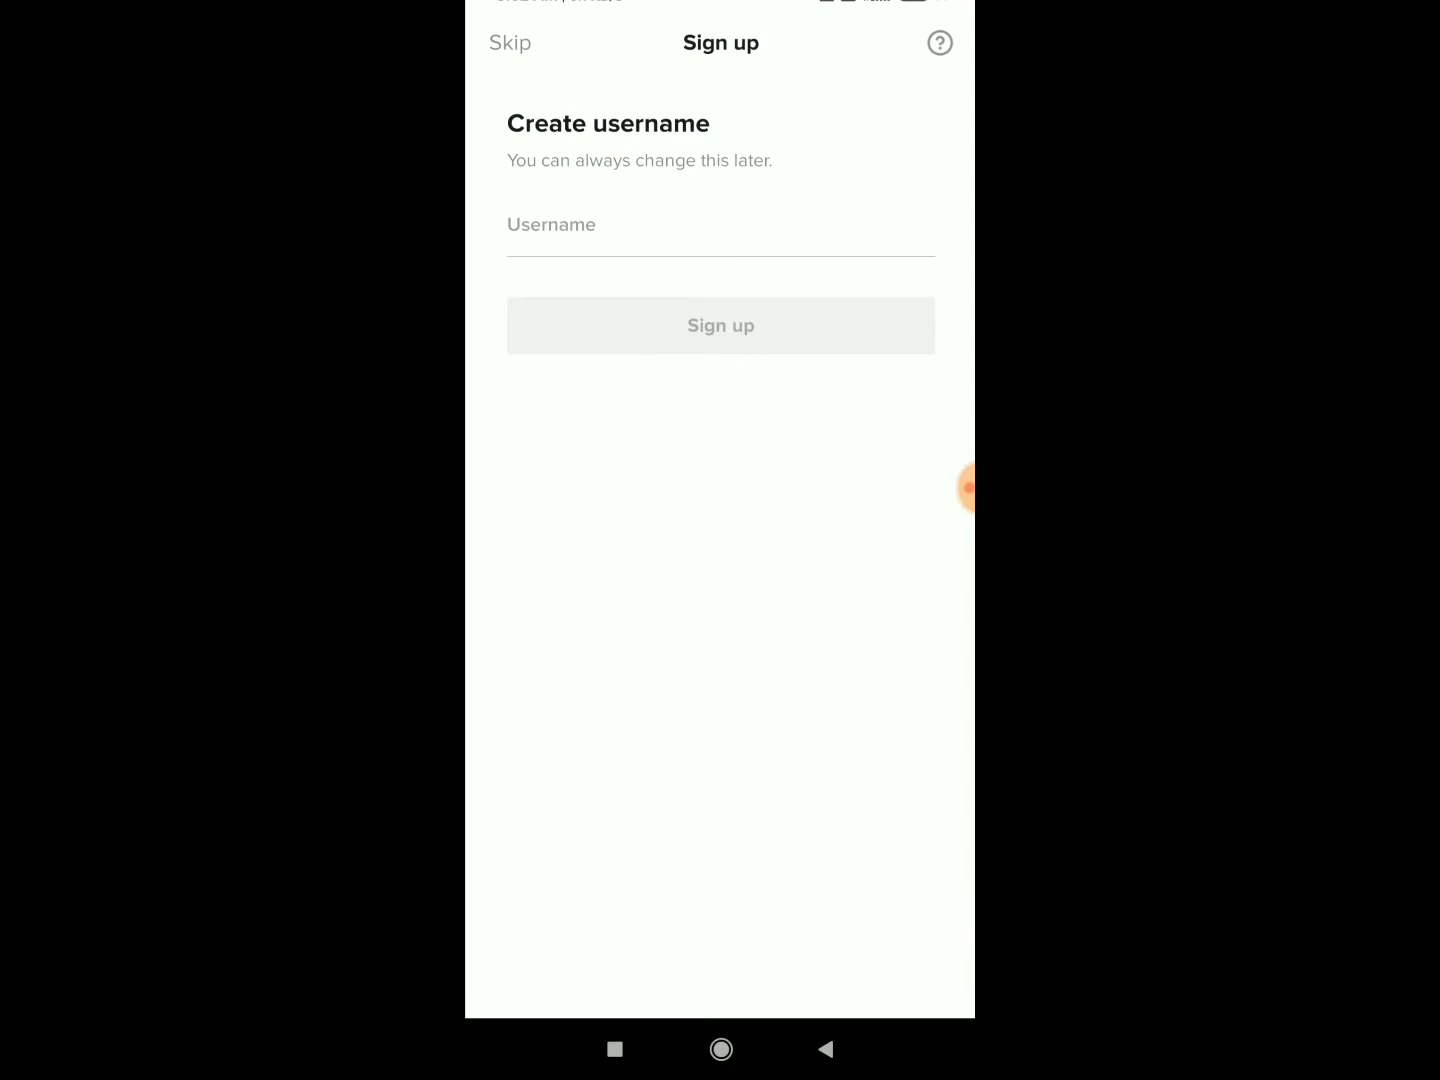 Skip
Sign up
Create username
You can always change this later.
Username
Sign up